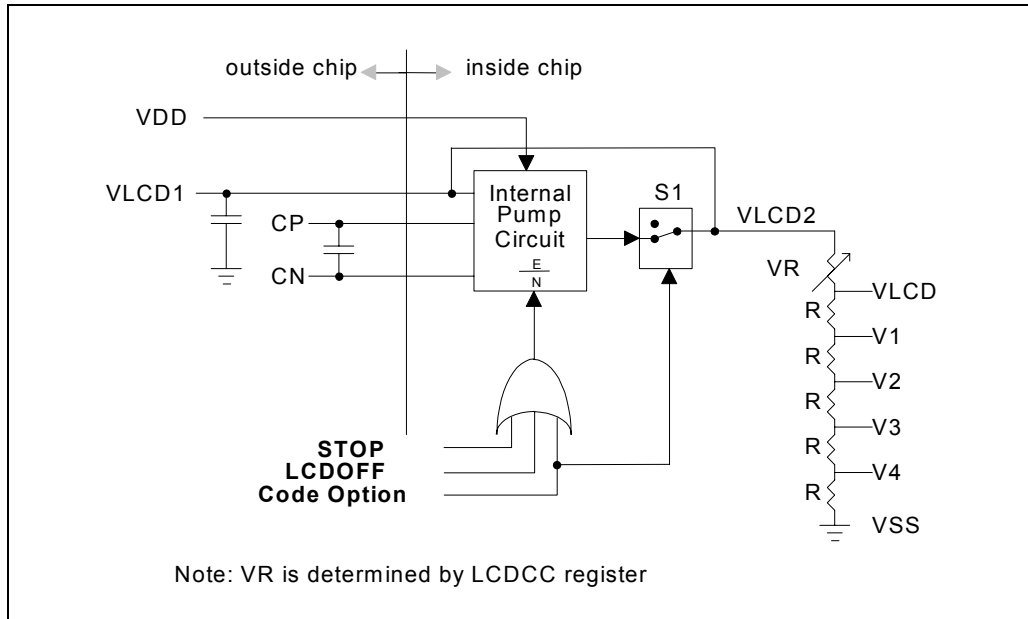 outside chip
inside chip
VDD
VLCD1
CP
CN
Internal
Pump
Circuit
E
N
S1
VLCD2
VR
VLCD
R
V1
R
V2
R
V3
R
V4
R
VSS
STOP
LCDOFF
Code Option
Note: VR is determined by LCDCC register